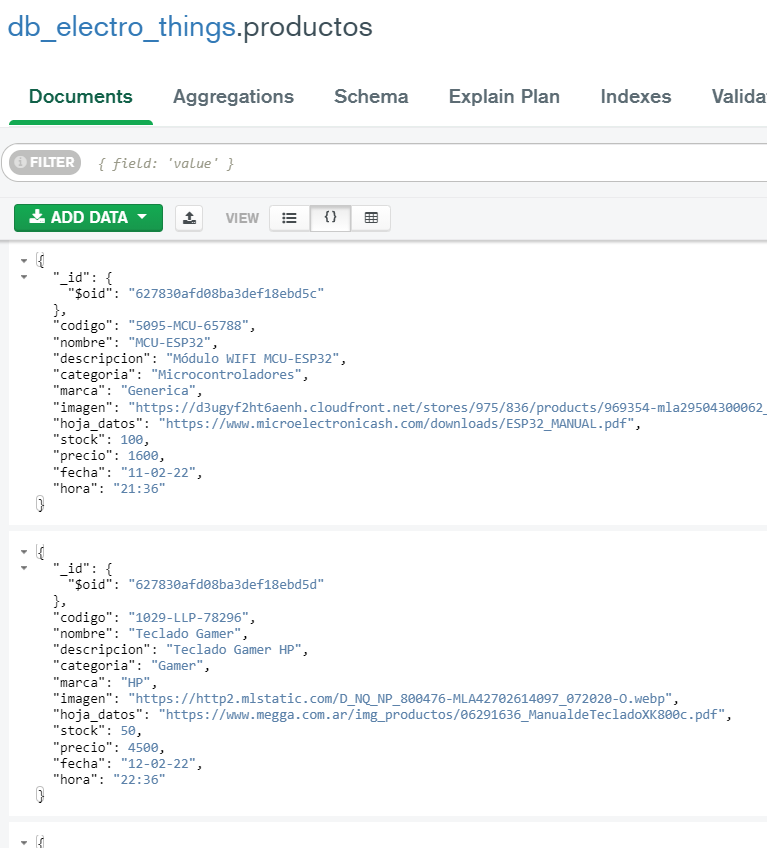 db_electro_things.productos
Documents Aggregations Schema Explain Plan Indexes Valida
FILTER { field: 'value' }
ADD DATA VIEW {}
{
"_id": {
"$oid": "627830afd08ba3def18ebd5c"
},
"codigo": "5095-MCU-65788",
"nombre": "MCU-ESP32",
"descripcion": "Módulo WIFI MCU-ESP32",
"categoria": "Microcontroladores",
"marca": "Generica",
"imagen": "https://d3ugyf2ht6aenh.cloudfront.net/stores/975/836/products/969354-mla29504300062_
"hoja_datos": "https://www.microelectronicash.com/downloads/ESP32_MANUAL.pdf",
"stock": 100,
"precio": 1600,
"fecha": "11-02-22",
"hora": "21:36"
}
{
"_id": {
"$oid": "627830afd08ba3def18ebd5d"
},
"codigo": "1029-LLP-78296",
"nombre": "Teclado Gamer",
"descripcion": "Teclado Gamer HP",
"categoria": "Gamer",
"marca": "HP",
"imagen": "https://http2.mlstatic.com/D_NQ_NP_800476-MLA42702614097_072020-O.webp",
"hoja_datos": "https://www.megga.com.ar/img_productos/06291636_ManualdeTecladoXK800c.pdf",
"stock": 50,
"precio": 4500,
"fecha": "12-02-22",
"hora": "22:36"
}
{